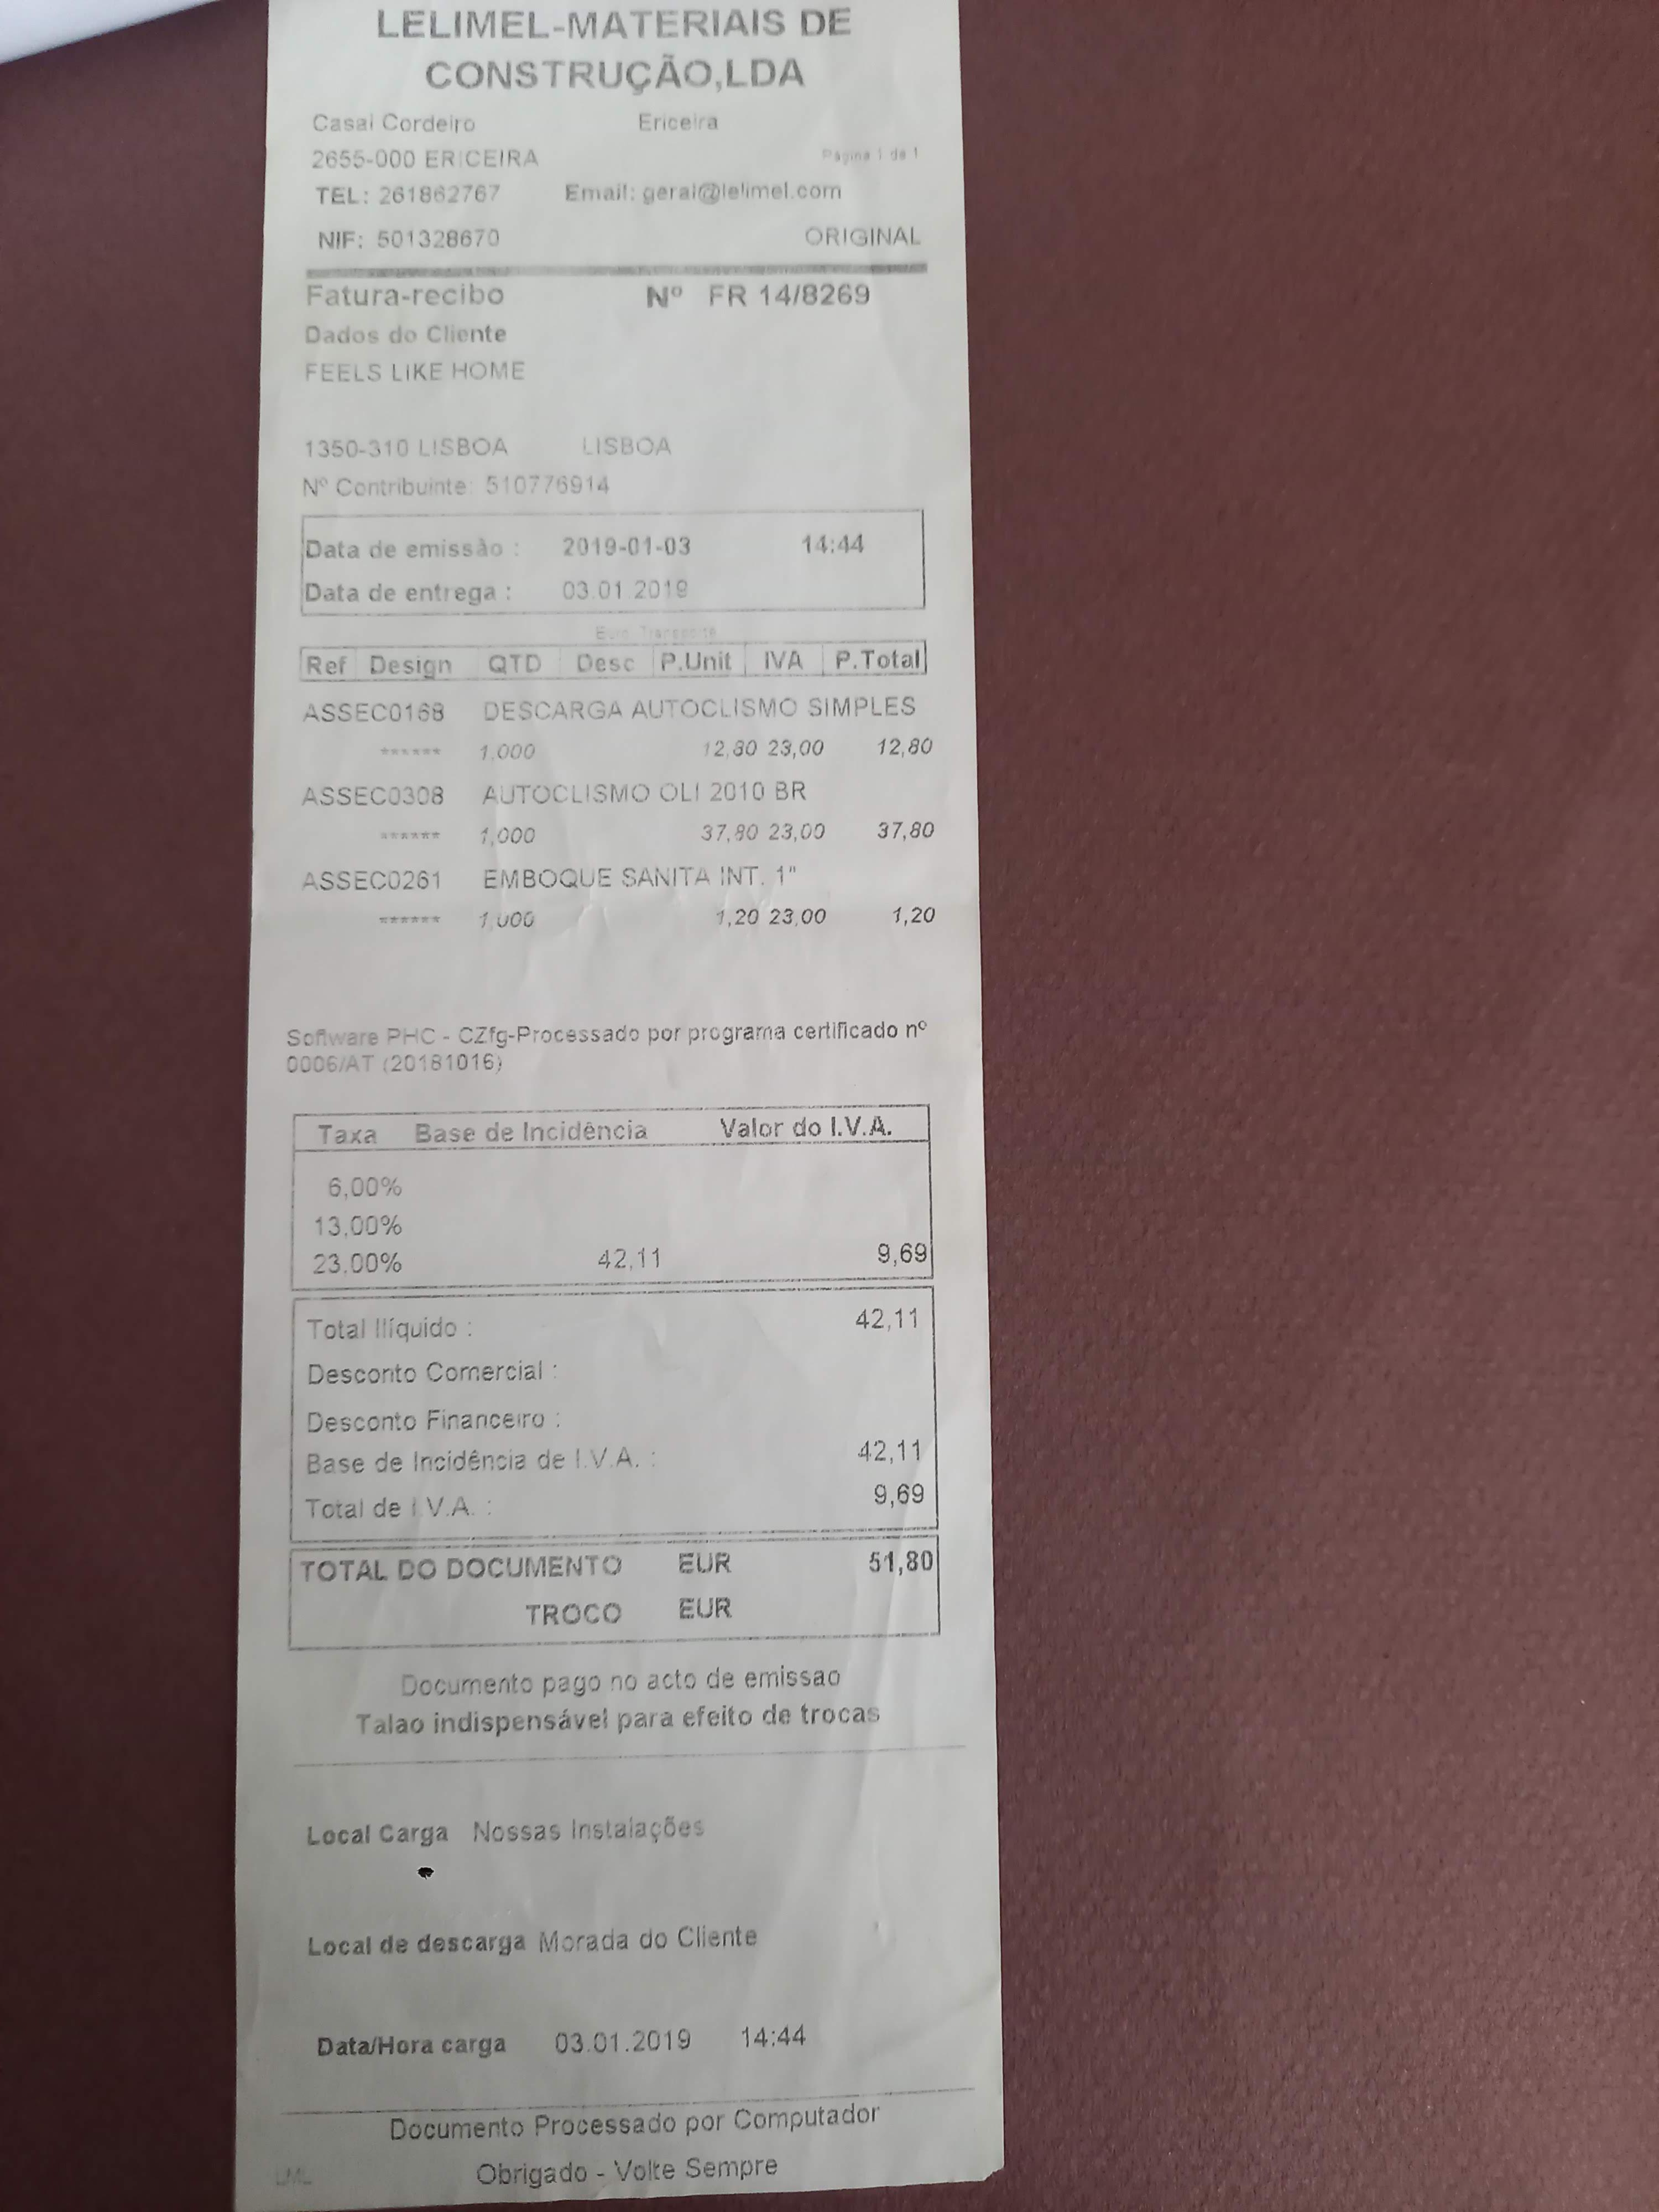 LELIMEL-MATERIAIS DE
CONSTRUÇÃO,LDA
Casal Cordeiro Ericeira
2655-000 ERICEIRA Página 1 de 1
TEL: 261862767 Email: geral@lelimel.com
NIF: 501328670 ORIGINAL
Fatura-recibo Nº FR 14/8269
Dados do Cliente
FEELS LIKE HOME
1350-310 LISBOA LISBOA
Nº Contribuinte: 510776914
Data de emissão : 2019-01-03 14:44
Data de entrega : 03.01.2019
Euro Transporte
Ref Design QTD Desc P.Unit IVA P.Total
ASSEC0168 DESCARGA AUTOCLISMO SIMPLES
****** 1,000 12,80 23,00 12,80
ASSEC0308 AUTOCLISMO OLI 2010 BR
****** 1,000 37,80 23,00 37,80
ASSEC0261 EMBOQUE SANITA INT. 1"
****** 1,000 1,20 23,00 1,20
Software PHC - CZfg-Processado por programa certificado nº
0006/AT (20181016)
Taxa Base de Incidência Valor do I.V.A.
6,00%
13,00%
23,00% 42,11 9,69
Total Ilíquido : 42,11
Desconto Comercial :
Desconto Financeiro :
Base de Incidência de I.V.A. : 42,11
Total de I.V.A. : 9,69
TOTAL DO DOCUMENTO EUR 51,80
TROCO EUR
Documento pago no acto de emissao
Talao indispensável para efeito de trocas
Local Carga Nossas Instalações
Local de descarga Morada do Cliente
Data/Hora carga 03.01.2019 14:44
Documento Processado por Computador
LML Obrigado - Volte Sempre